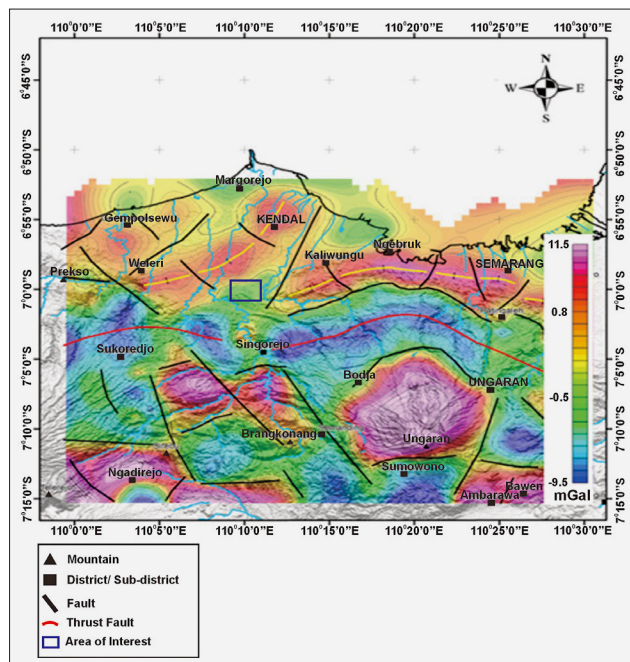 110°0'0"E 110°5'0"E 110°10'0"E 110°15'0"E 110°20'0"E 110°25'0"E 110°30'0"E
6°45'0"S 6°45'0"S
N
W E
S
6°50'0"S 6°50'0"S
Margorejo
6°55'0"S 6°55'0"S
Gempolsewu KENDAL
Ngebruk
Kaliwungu SEMARANG
Weleri
Prekso
7°0'0"S 7°0'0"S
11.5
0.8
-0.5
-9.5
mGal
Singorejo
Sukoredjo
7°5'0"S 7°5'0"S
Bodja
UNGARAN
7°10'0"S 7°10'0"S
Brangkonang
Ungaran
Ngadirejo Sumowono
Bawen
7°15'0"S Ambarawa 7°15'0"S
110°0'0"E 110°5'0"E 110°10'0"E 110°15'0"E 110°20'0"E 110°25'0"E 110°30'0"E
Mountain
District/ Sub-district
Fault
Thrust Fault
Area of Interest